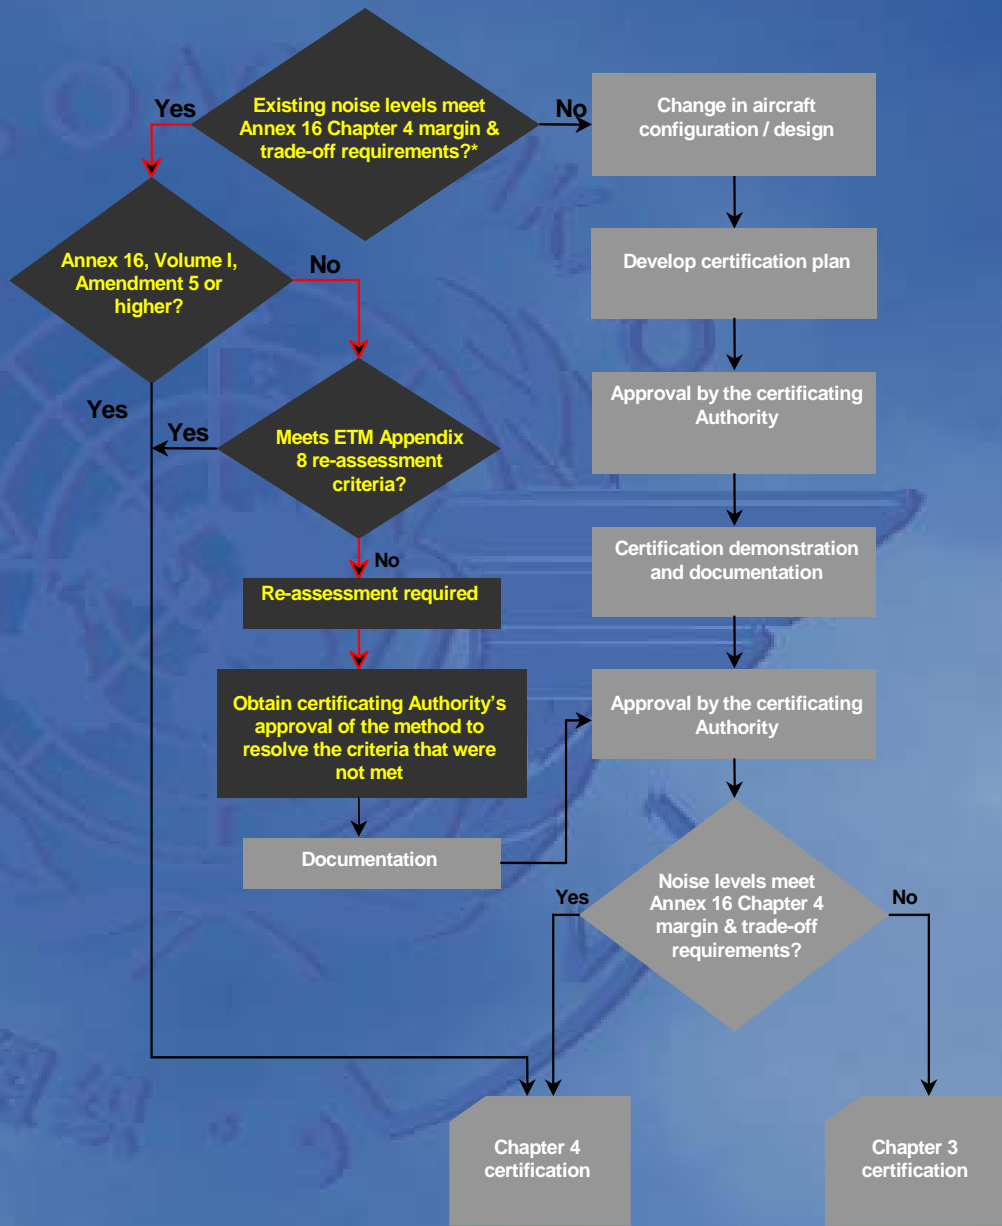 Yes
Existing noise levels meet
Annex 16 Chapter 4 margin &
trade-off requirements?*
No
Change in aircraft
configuration / design
Annex 16, Volume I,
Amendment 5 or
higher?
No
Develop certification plan
Yes
Yes
Meets ETM Appendix
8 re-assessment
criteria?
Approval by the certificating
Authority
No
Re-assessment required
Certification demonstration
and documentation
Obtain certificating Authority's
approval of the method to
resolve the criteria that were
not met
Approval by the certificating
Authority
Documentation
Yes
Noise levels meet
Annex 16 Chapter 4
margin & trade-off
requirements?
No
Chapter 4
certification
Chapter 3
certification